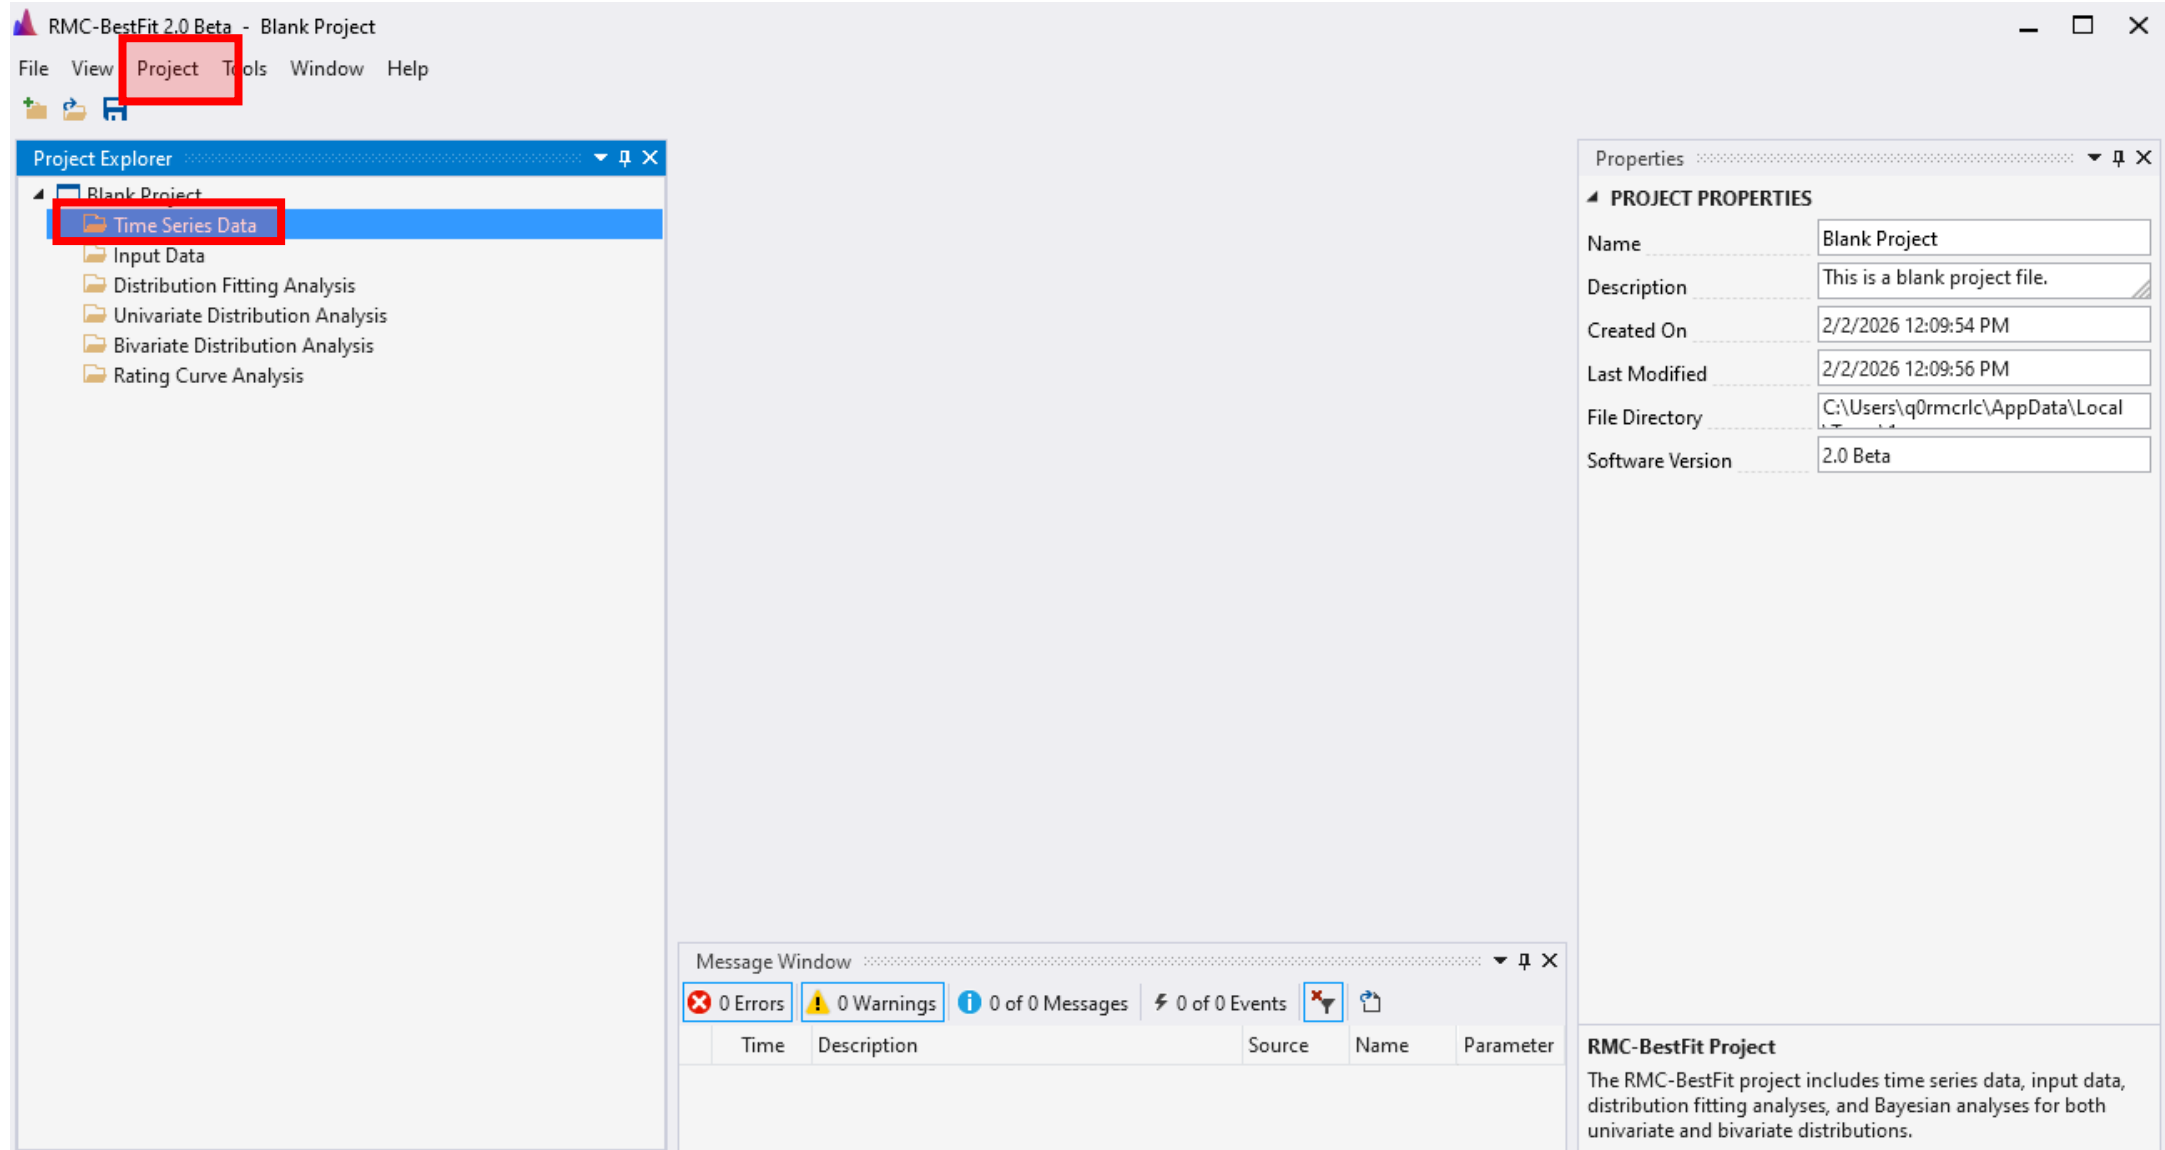 RMC-BestFit 2.0 Beta - Blank Project
File View Project Tools Window Help
Project Explorer
Blank Project
Time Series Data
Input Data
Distribution Fitting Analysis
Univariate Distribution Analysis
Bivariate Distribution Analysis
Rating Curve Analysis
Message Window
0 Errors 0 Warnings 0 of 0 Messages 0 of 0 Events
Time Description Source Name Parameter
Properties
PROJECT PROPERTIES
Name Blank Project
Description This is a blank project file.
Created On 2/2/2026 12:09:54 PM
Last Modified 2/2/2026 12:09:56 PM
File Directory C:\Users\q0rmcrlc\AppData\Local
Software Version 2.0 Beta
RMC-BestFit Project
The RMC-BestFit project includes time series data, input data,
distribution fitting analyses, and Bayesian analyses for both
univariate and bivariate distributions.